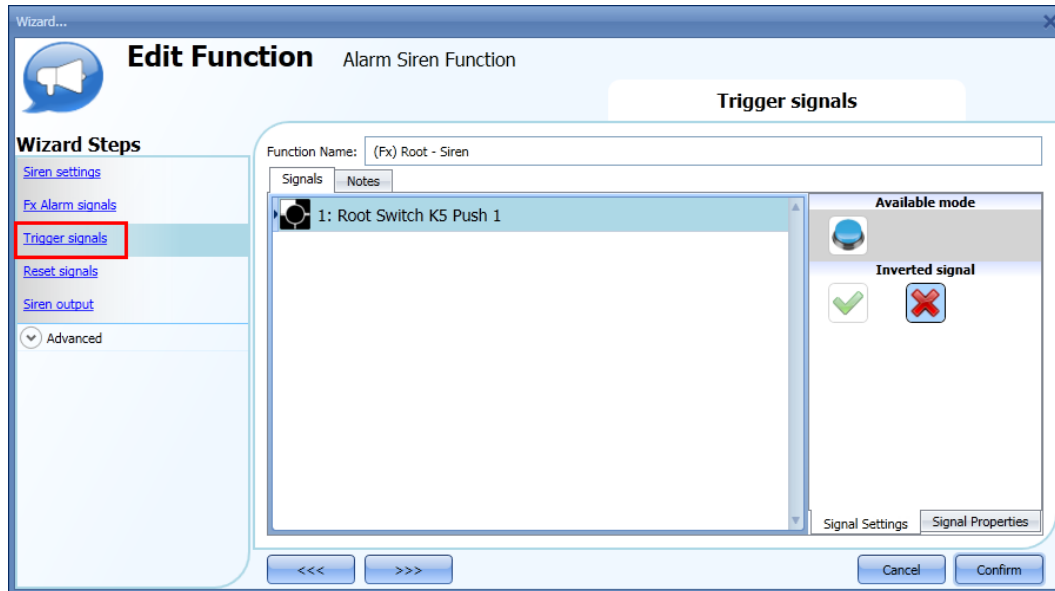 Wizard...
Edit Function Alarm Siren Function
Trigger signals
Wizard Steps
Siren settings
Fx Alarm signals
Trigger signals
Reset signals
Siren output
Advanced
Function Name: (Fx) Root - Siren
Signals Notes
1: Root Switch K5 Push 1
Available mode
Inverted signal
Signal Settings Signal Properties
<<< >>> Cancel Confirm